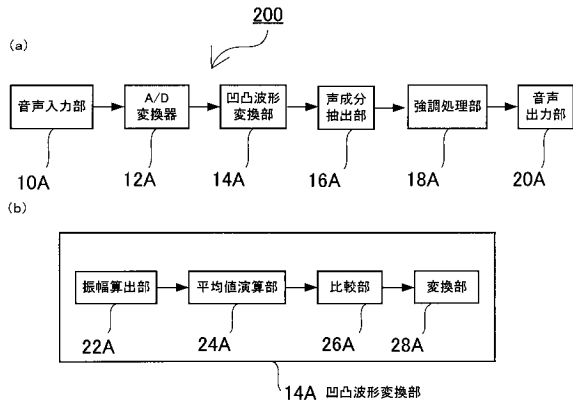 200
(a)
音声入力部
A/D
変換器
凹凸波形
変換部
声成分
抽出部
強調処理部
音声
出力部
10A
12A
14A
16A
18A
20A
(b)
振幅算出部
平均値演算部
比較部
変換部
22A
24A
26A
28A
14A 凹凸波形変換部